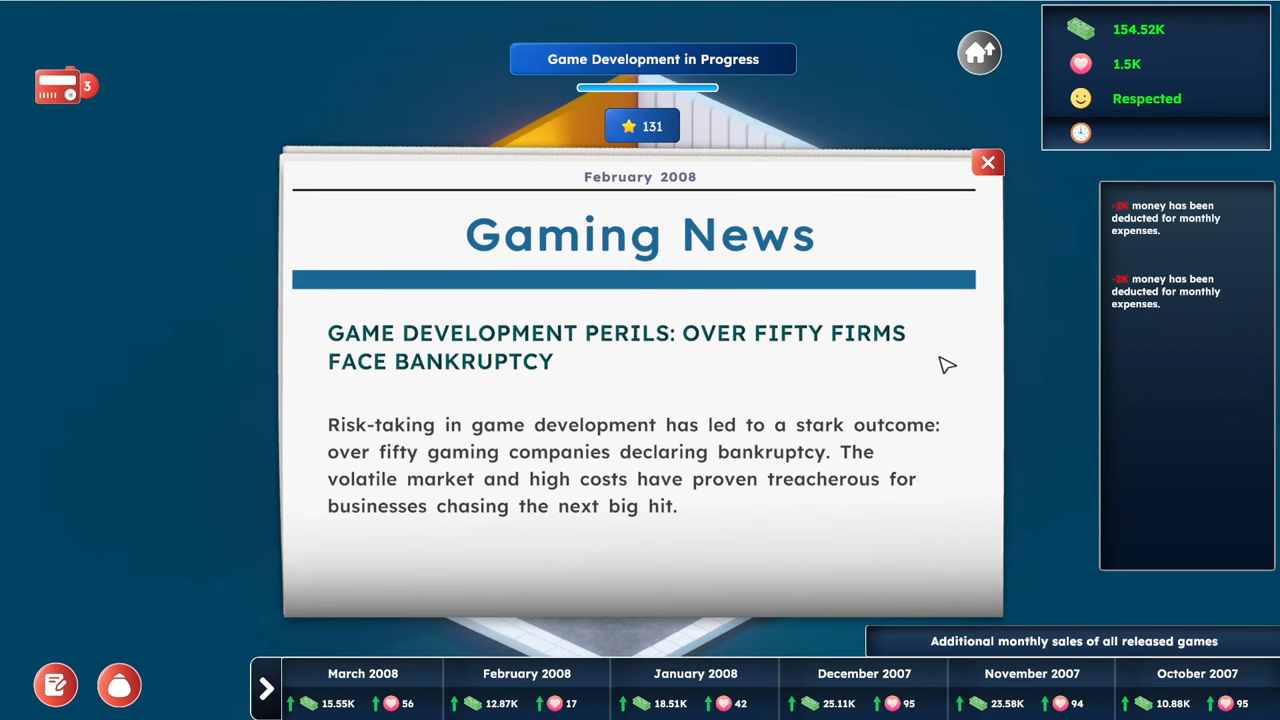 154.52K
1.5K
Respected
Game Development in Progress
131
3
February 2008
Gaming News
GAME DEVELOPMENT PERILS: OVER FIFTY FIRMS
FACE BANKRUPTCY
Risk-taking in game development has led to a stark outcome:
over fifty gaming companies declaring bankruptcy. The
volatile market and high costs have proven treacherous for
businesses chasing the next big hit.
-2K money has been
deducted for monthly
expenses.
-2K money has been
deducted for monthly
expenses.
Additional monthly sales of all released games
March 2008 February 2008 January 2008 December 2007 November 2007 October 2007
15.55K 56 12.87K 17 18.51K 42 25.11K 95 23.58K 94 10.88K 95